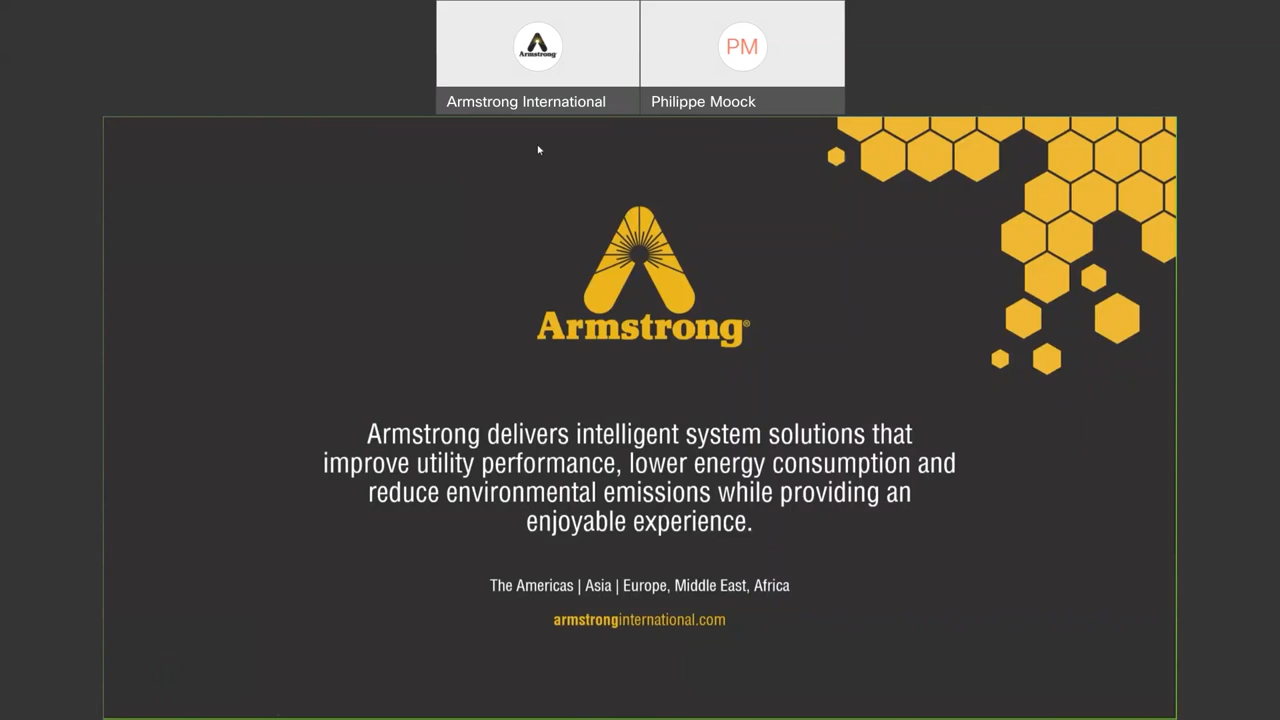 Armstrong
PM
Armstrong International
Philippe Moock
Armstrong®
Armstrong delivers intelligent system solutions that
improve utility performance, lower energy consumption and
reduce environmental emissions while providing an
enjoyable experience.
The Americas | Asia | Europe, Middle East, Africa
armstronginternational.com